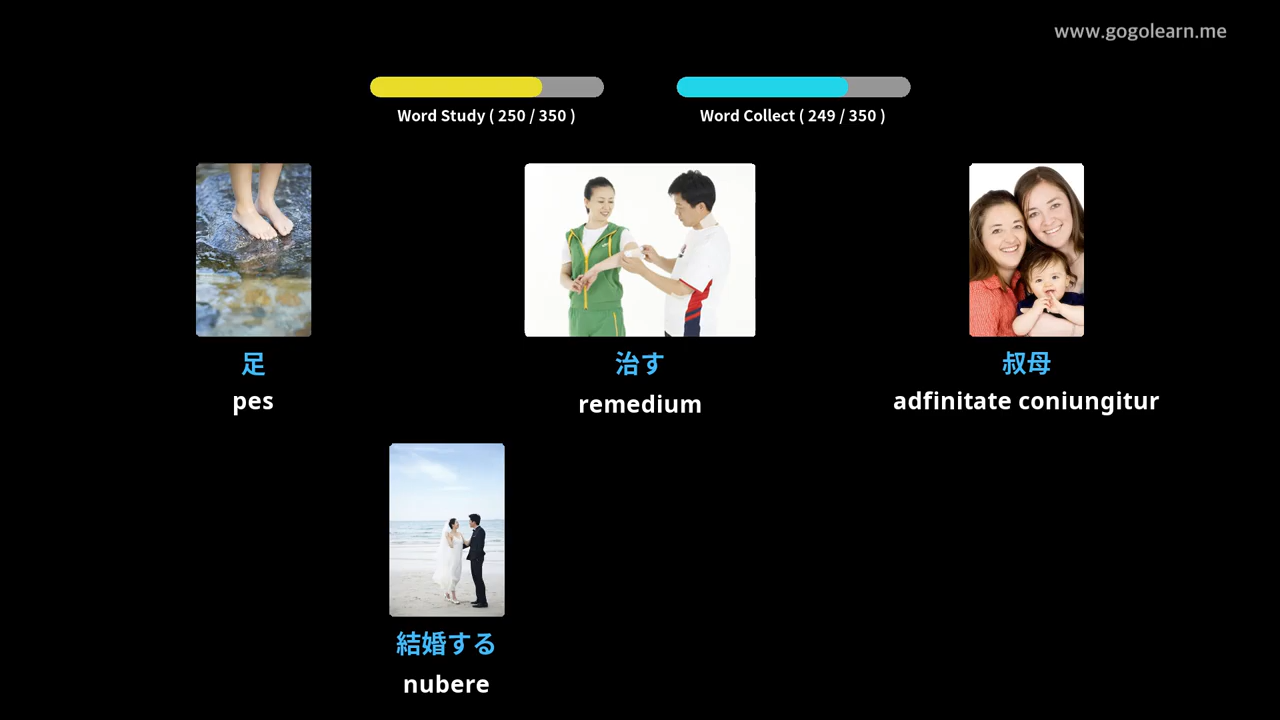 www.gogolearn.me
Word Study ( 250 / 350 )
Word Collect ( 249 / 350 )
足
pes
治す
remedium
叔母
adfinitate coniungitur
結婚する
nubere